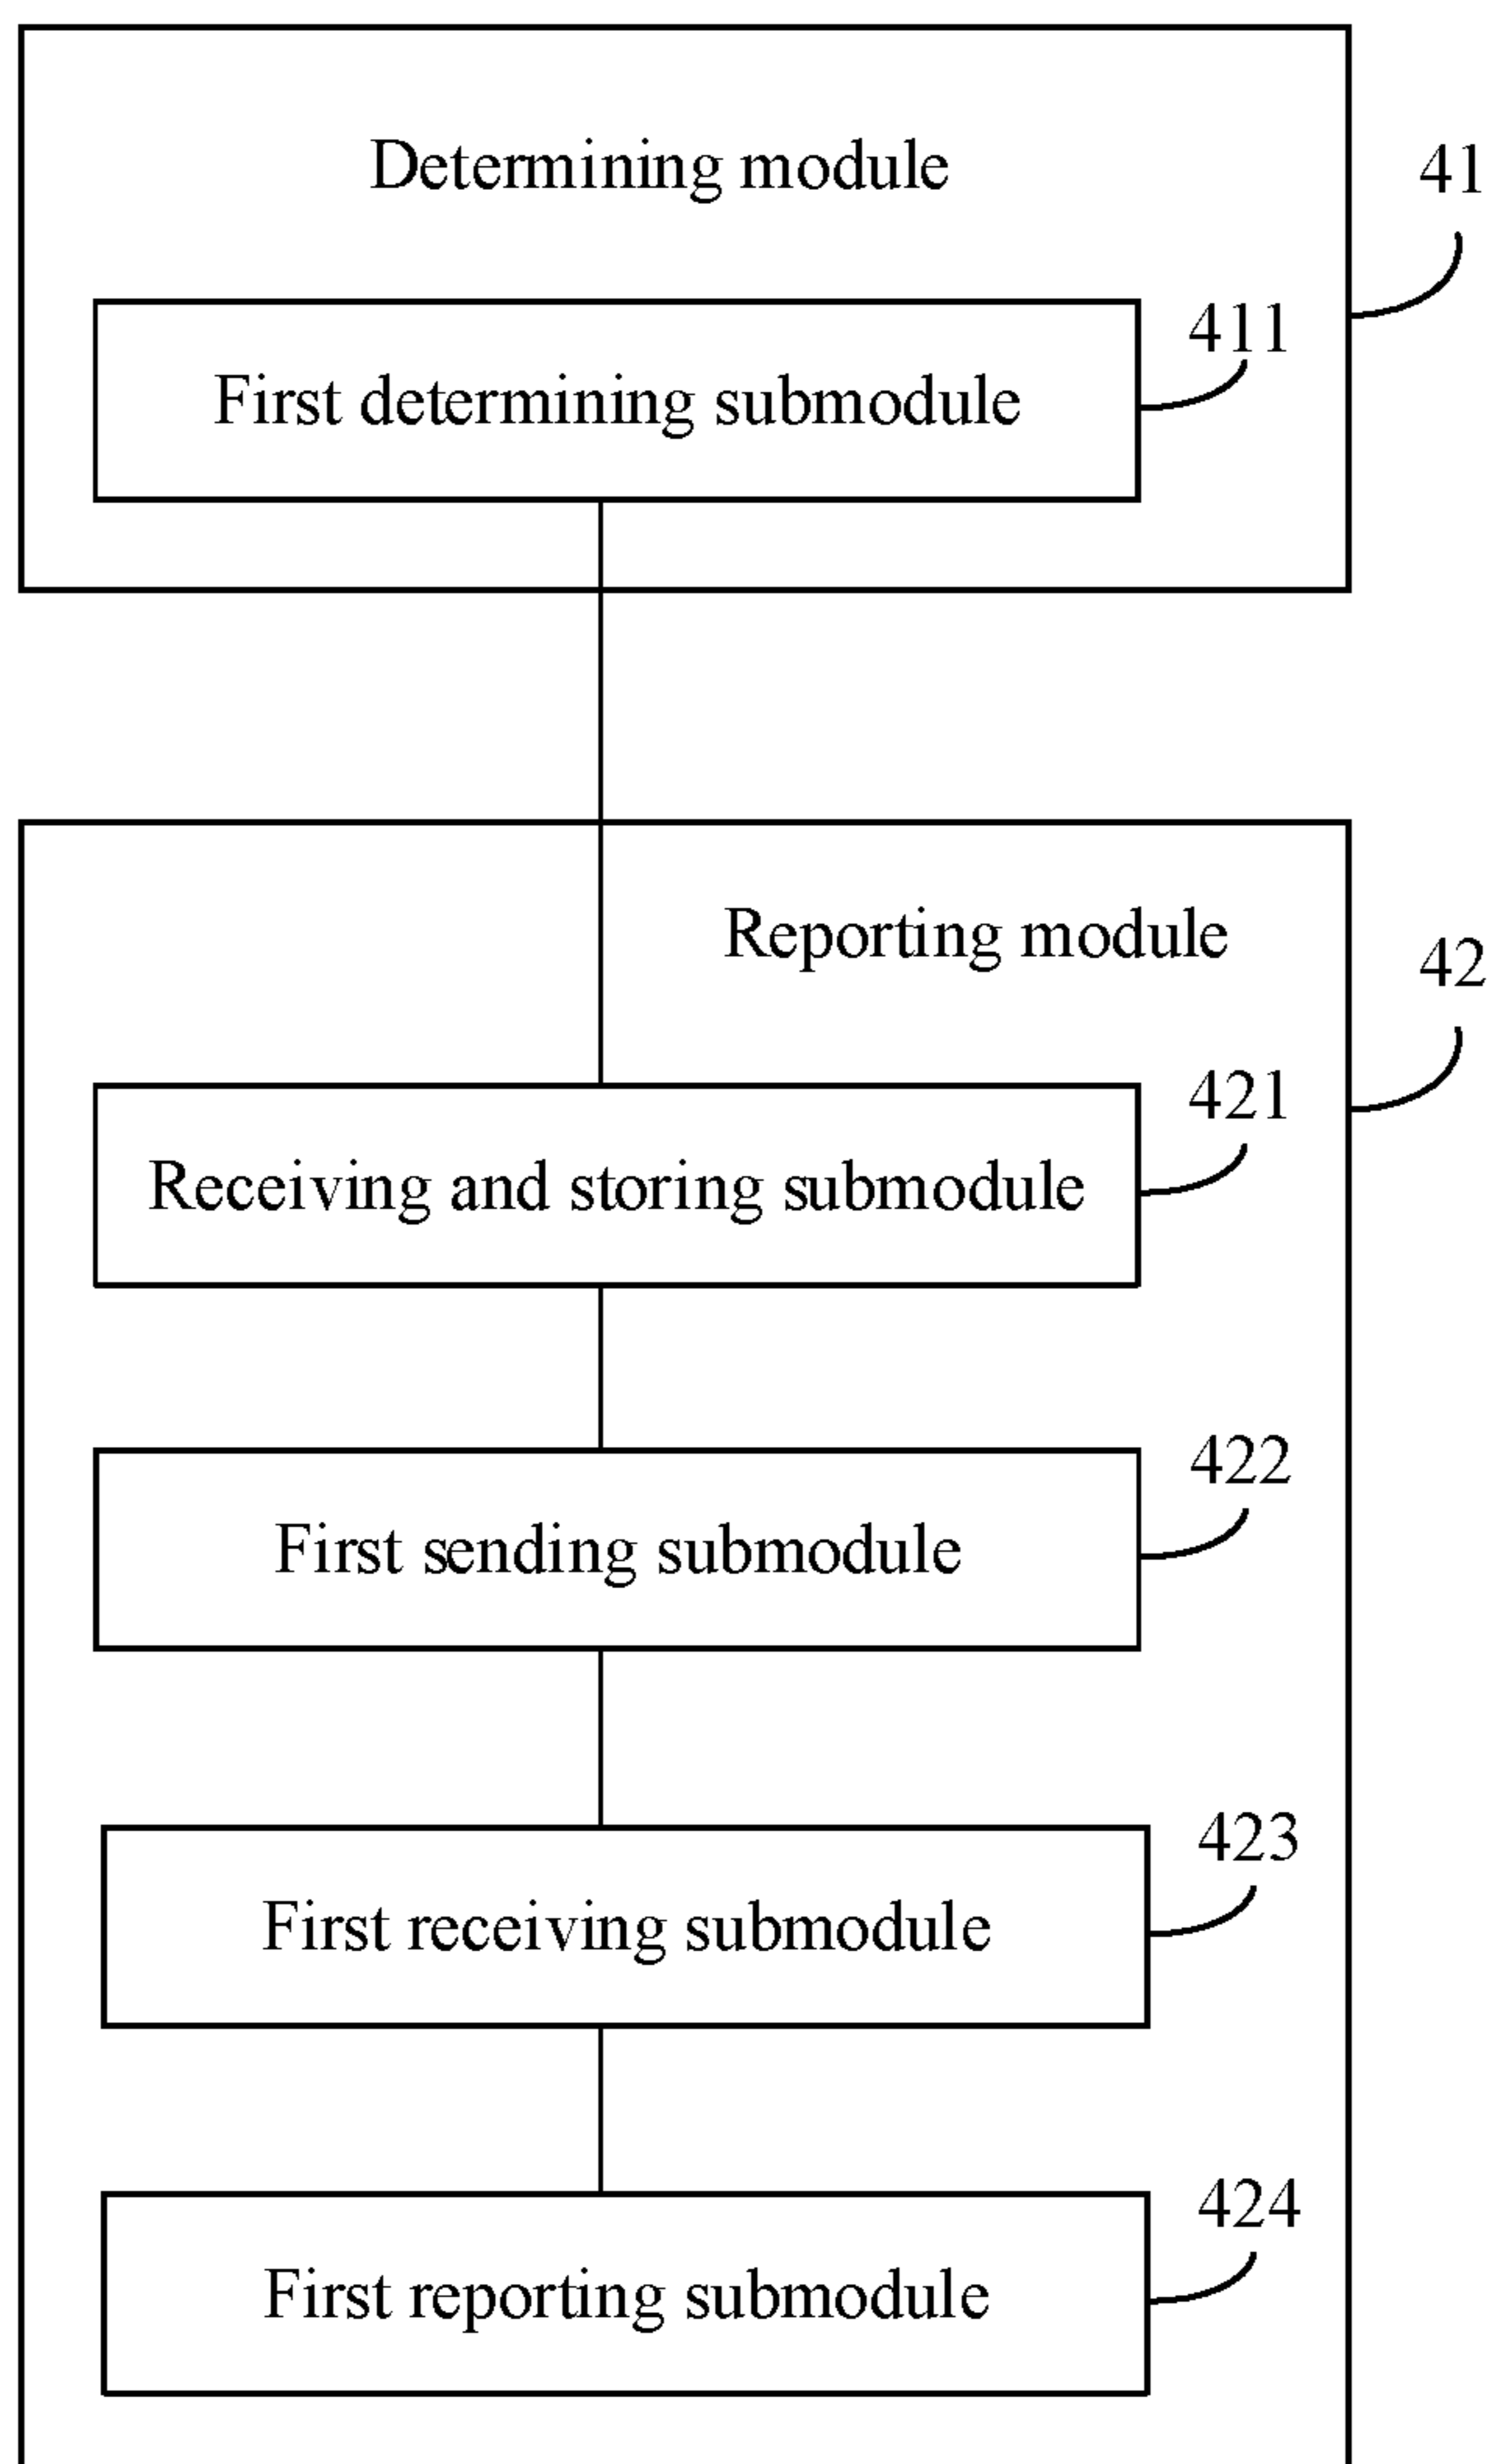 Determining module
41
411
First determining submodule
Reporting module
42
421
Receiving and storing submodule
422
First sending submodule
423
First receiving submodule
424
First reporting submodule